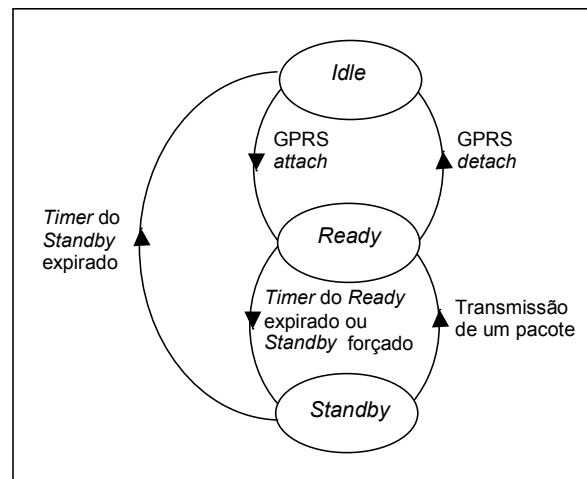 Idle
GPRS
attach
GPRS
detach
Timer do
Standby
expirado
Ready
Timer do Ready
expirado ou
Standby forçado
Transmissão
de um pacote
Standby